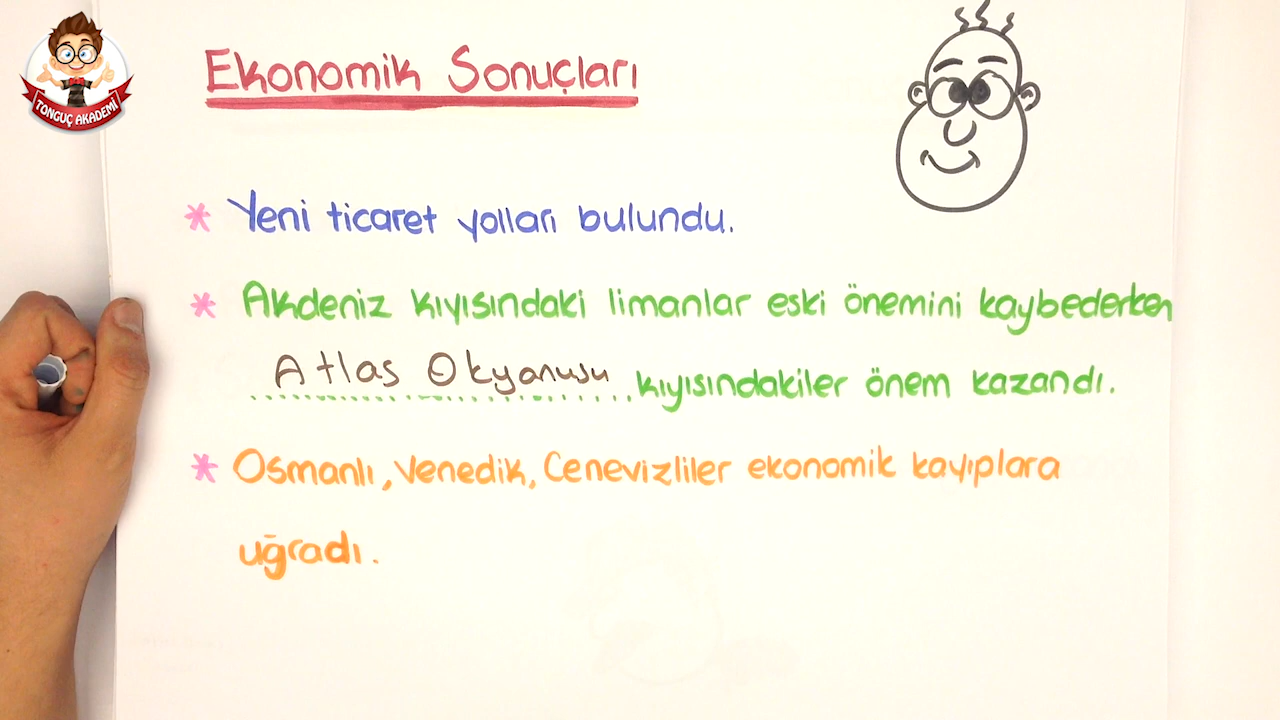 TONGUÇ AKADEMİ
Ekonomik Sonuçları
* Yeni ticaret yolları bulundu.
* Akdeniz kıyısındaki limanlar eski önemini kaybederken
Atlas Okyanusu kıyısındakiler önem kazandı.
* Osmanlı, Venedik, Cenevizliler ekonomik kayıplara
uğradı.